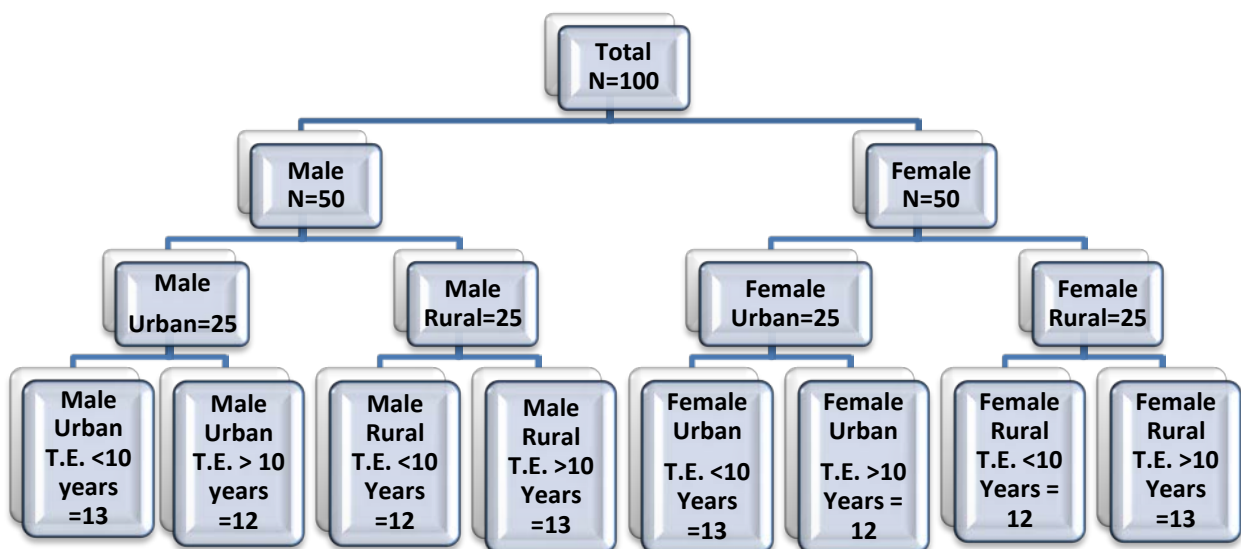 Total
N=100
Male
N=50
Female
N=50
Male
Urban=25
Male
Rural=25
Female
Urban=25
Female
Rural=25
Male
Urban
T.E. <10
years
=13
Male
Urban
T.E. > 10
years
=12
Male
Rural
T.E. <10
Years
=12
Male
Rural
T.E. >10
Years
=13
Female
Urban
T.E. <10
Years
=13
Female
Urban
T.E. >10
Years =
12
Female
Rural
T.E. <10
Years =
12
Female
Rural
T.E. >10
Years
=13